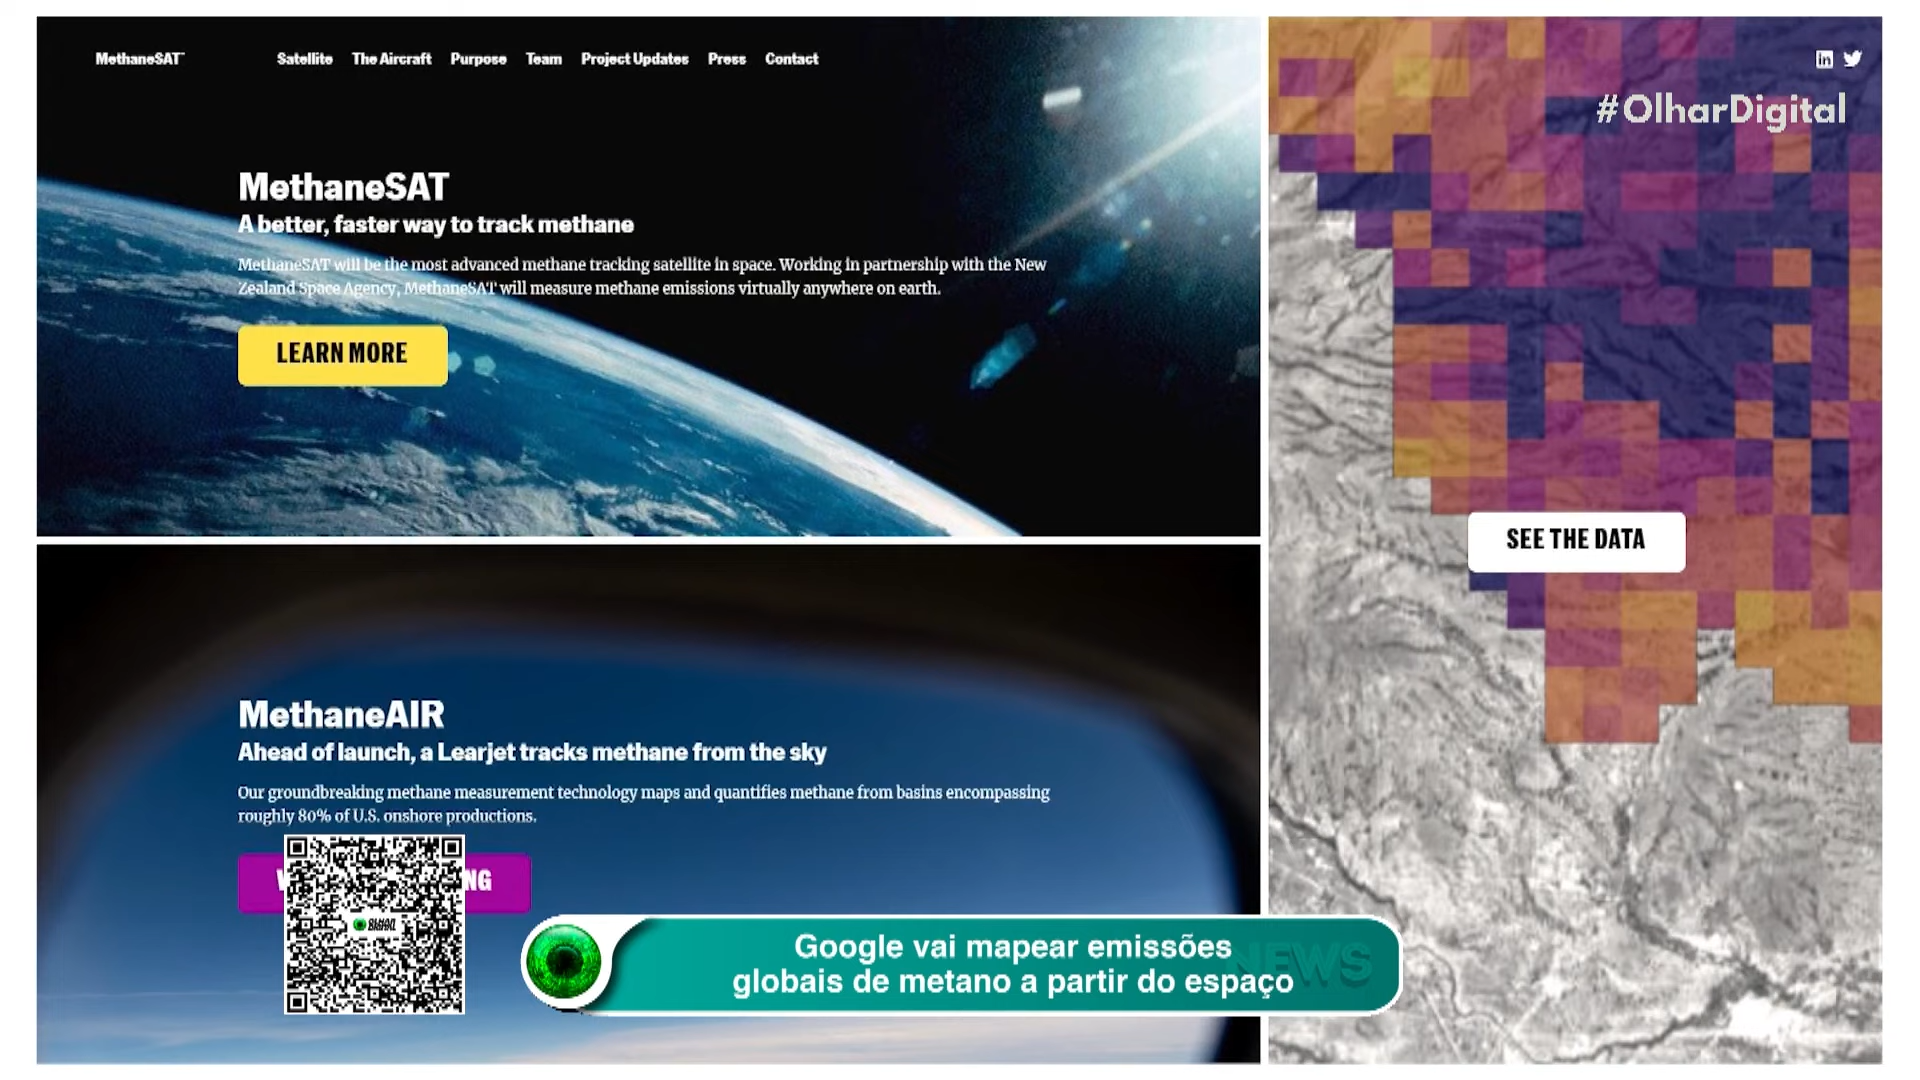 MethaneSAT™
Satellite The Aircraft Purpose Team Project Updates Press Contact
#OlharDigital
MethaneSAT
A better, faster way to track methane
MethaneSAT will be the most advanced methane tracking satellite in space. Working in partnership with the New
Zealand Space Agency, MethaneSAT will measure methane emissions virtually anywhere on earth.
LEARN MORE
SEE THE DATA
MethaneAIR
Ahead of launch, a Learjet tracks methane from the sky
Our groundbreaking methane measurement technology maps and quantifies methane from basins encompassing
roughly 80% of U.S. onshore productions.
OLHAR
DIGITAL
Google vai mapear emissões
globais de metano a partir do espaço
NEWS